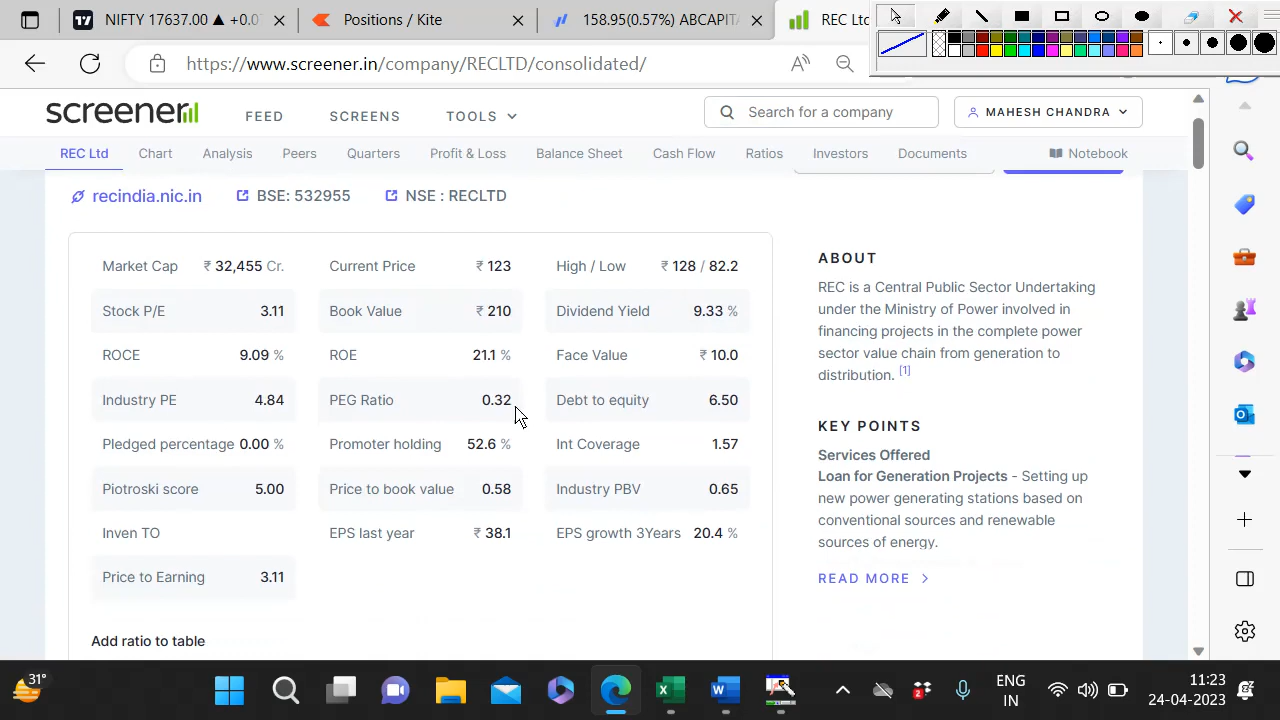 NIFTY 17637.00 ▲ +0.0
Positions / Kite
158.95(0.57%) ABCAPITA
REC Ltd
https://www.screener.in/company/RECLTD/consolidated/
screener
FEED
SCREENS
TOOLS
Search for a company
MAHESH CHANDRA
REC Ltd
Chart
Analysis
Peers
Quarters
Profit & Loss
Balance Sheet
Cash Flow
Ratios
Investors
Documents
Notebook
recindia.nic.in
BSE: 532955
NSE : RECLTD
Market Cap ₹ 32,455 Cr.
Current Price ₹ 123
High / Low ₹ 128 / 82.2
Stock P/E 3.11
Book Value ₹ 210
Dividend Yield 9.33 %
ROCE 9.09 %
ROE 21.1 %
Face Value ₹ 10.0
Industry PE 4.84
PEG Ratio 0.32
Debt to equity 6.50
Pledged percentage 0.00 %
Promoter holding 52.6 %
Int Coverage 1.57
Piotroski score 5.00
Price to book value 0.58
Industry PBV 0.65
Inven TO
EPS last year ₹ 38.1
EPS growth 3Years 20.4 %
Price to Earning 3.11
Add ratio to table
ABOUT
REC is a Central Public Sector Undertaking
under the Ministry of Power involved in
financing projects in the complete power
sector value chain from generation to
distribution. [1]
KEY POINTS
Services Offered
Loan for Generation Projects - Setting up
new power generating stations based on
conventional sources and renewable
sources of energy.
READ MORE
31°
ENG
IN
11:23
24-04-2023